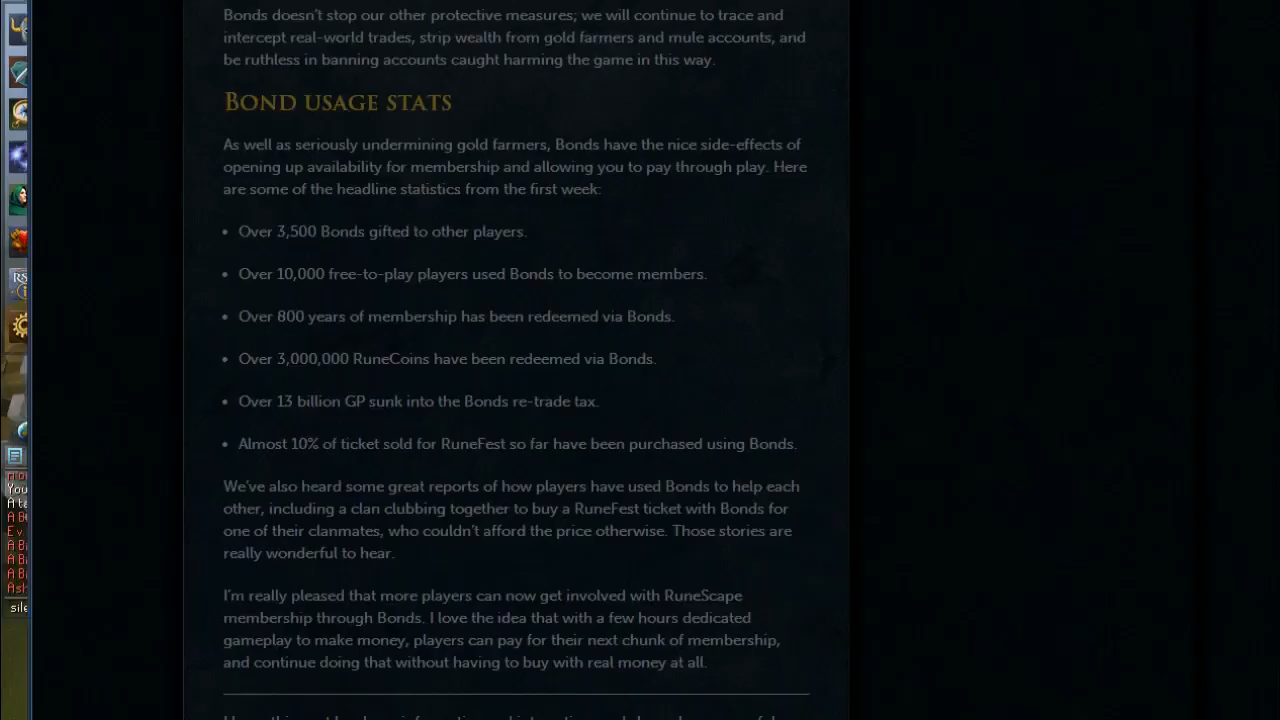 Bonds doesn't stop our other protective measures; we will continue to trace and
intercept real-world trades, strip wealth from gold farmers and mule accounts, and
be ruthless in banning accounts caught harming the game in this way.
BOND USAGE STATS
As well as seriously undermining gold farmers, Bonds have the nice side-effects of
opening up availability for membership and allowing you to pay through play. Here
are some of the headline statistics from the first week:
• Over 3,500 Bonds gifted to other players.
• Over 10,000 free-to-play players used Bonds to become members.
• Over 800 years of membership has been redeemed via Bonds.
• Over 3,000,000 RuneCoins have been redeemed via Bonds.
• Over 13 billion GP sunk into the Bonds re-trade tax.
• Almost 10% of ticket sold for RuneFest so far have been purchased using Bonds.
We've also heard some great reports of how players have used Bonds to help each
other, including a clan clubbing together to buy a RuneFest ticket with Bonds for
one of their clanmates, who couldn't afford the price otherwise. Those stories are
really wonderful to hear.
I'm really pleased that more players can now get involved with RuneScape
membership through Bonds. I love the idea that with a few hours dedicated
gameplay to make money, players can pay for their next chunk of membership,
and continue doing that without having to buy with real money at all.
RS
You
A ta
A B
Ev
A B
A B
A B
Ash
sile